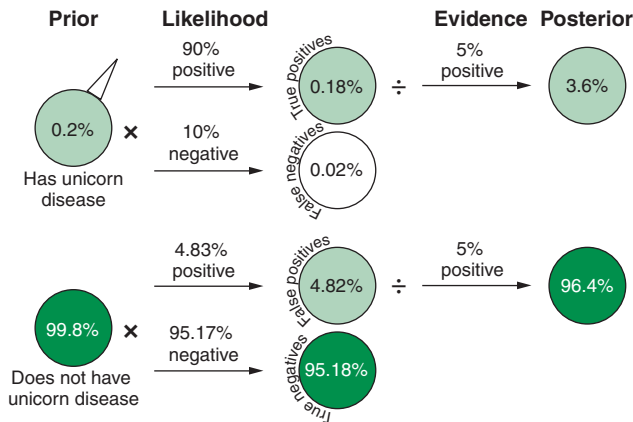 Prior
Likelihood
Evidence
Posterior
90%
positive
True positives
0.18%
÷
5%
positive
3.6%
0.2%
×
10%
negative
False negatives
0.02%
Has unicorn
disease
4.83%
positive
False positives
4.82%
÷
5%
positive
96.4%
99.8%
×
95.17%
negative
True negatives
95.18%
Does not have
unicorn disease